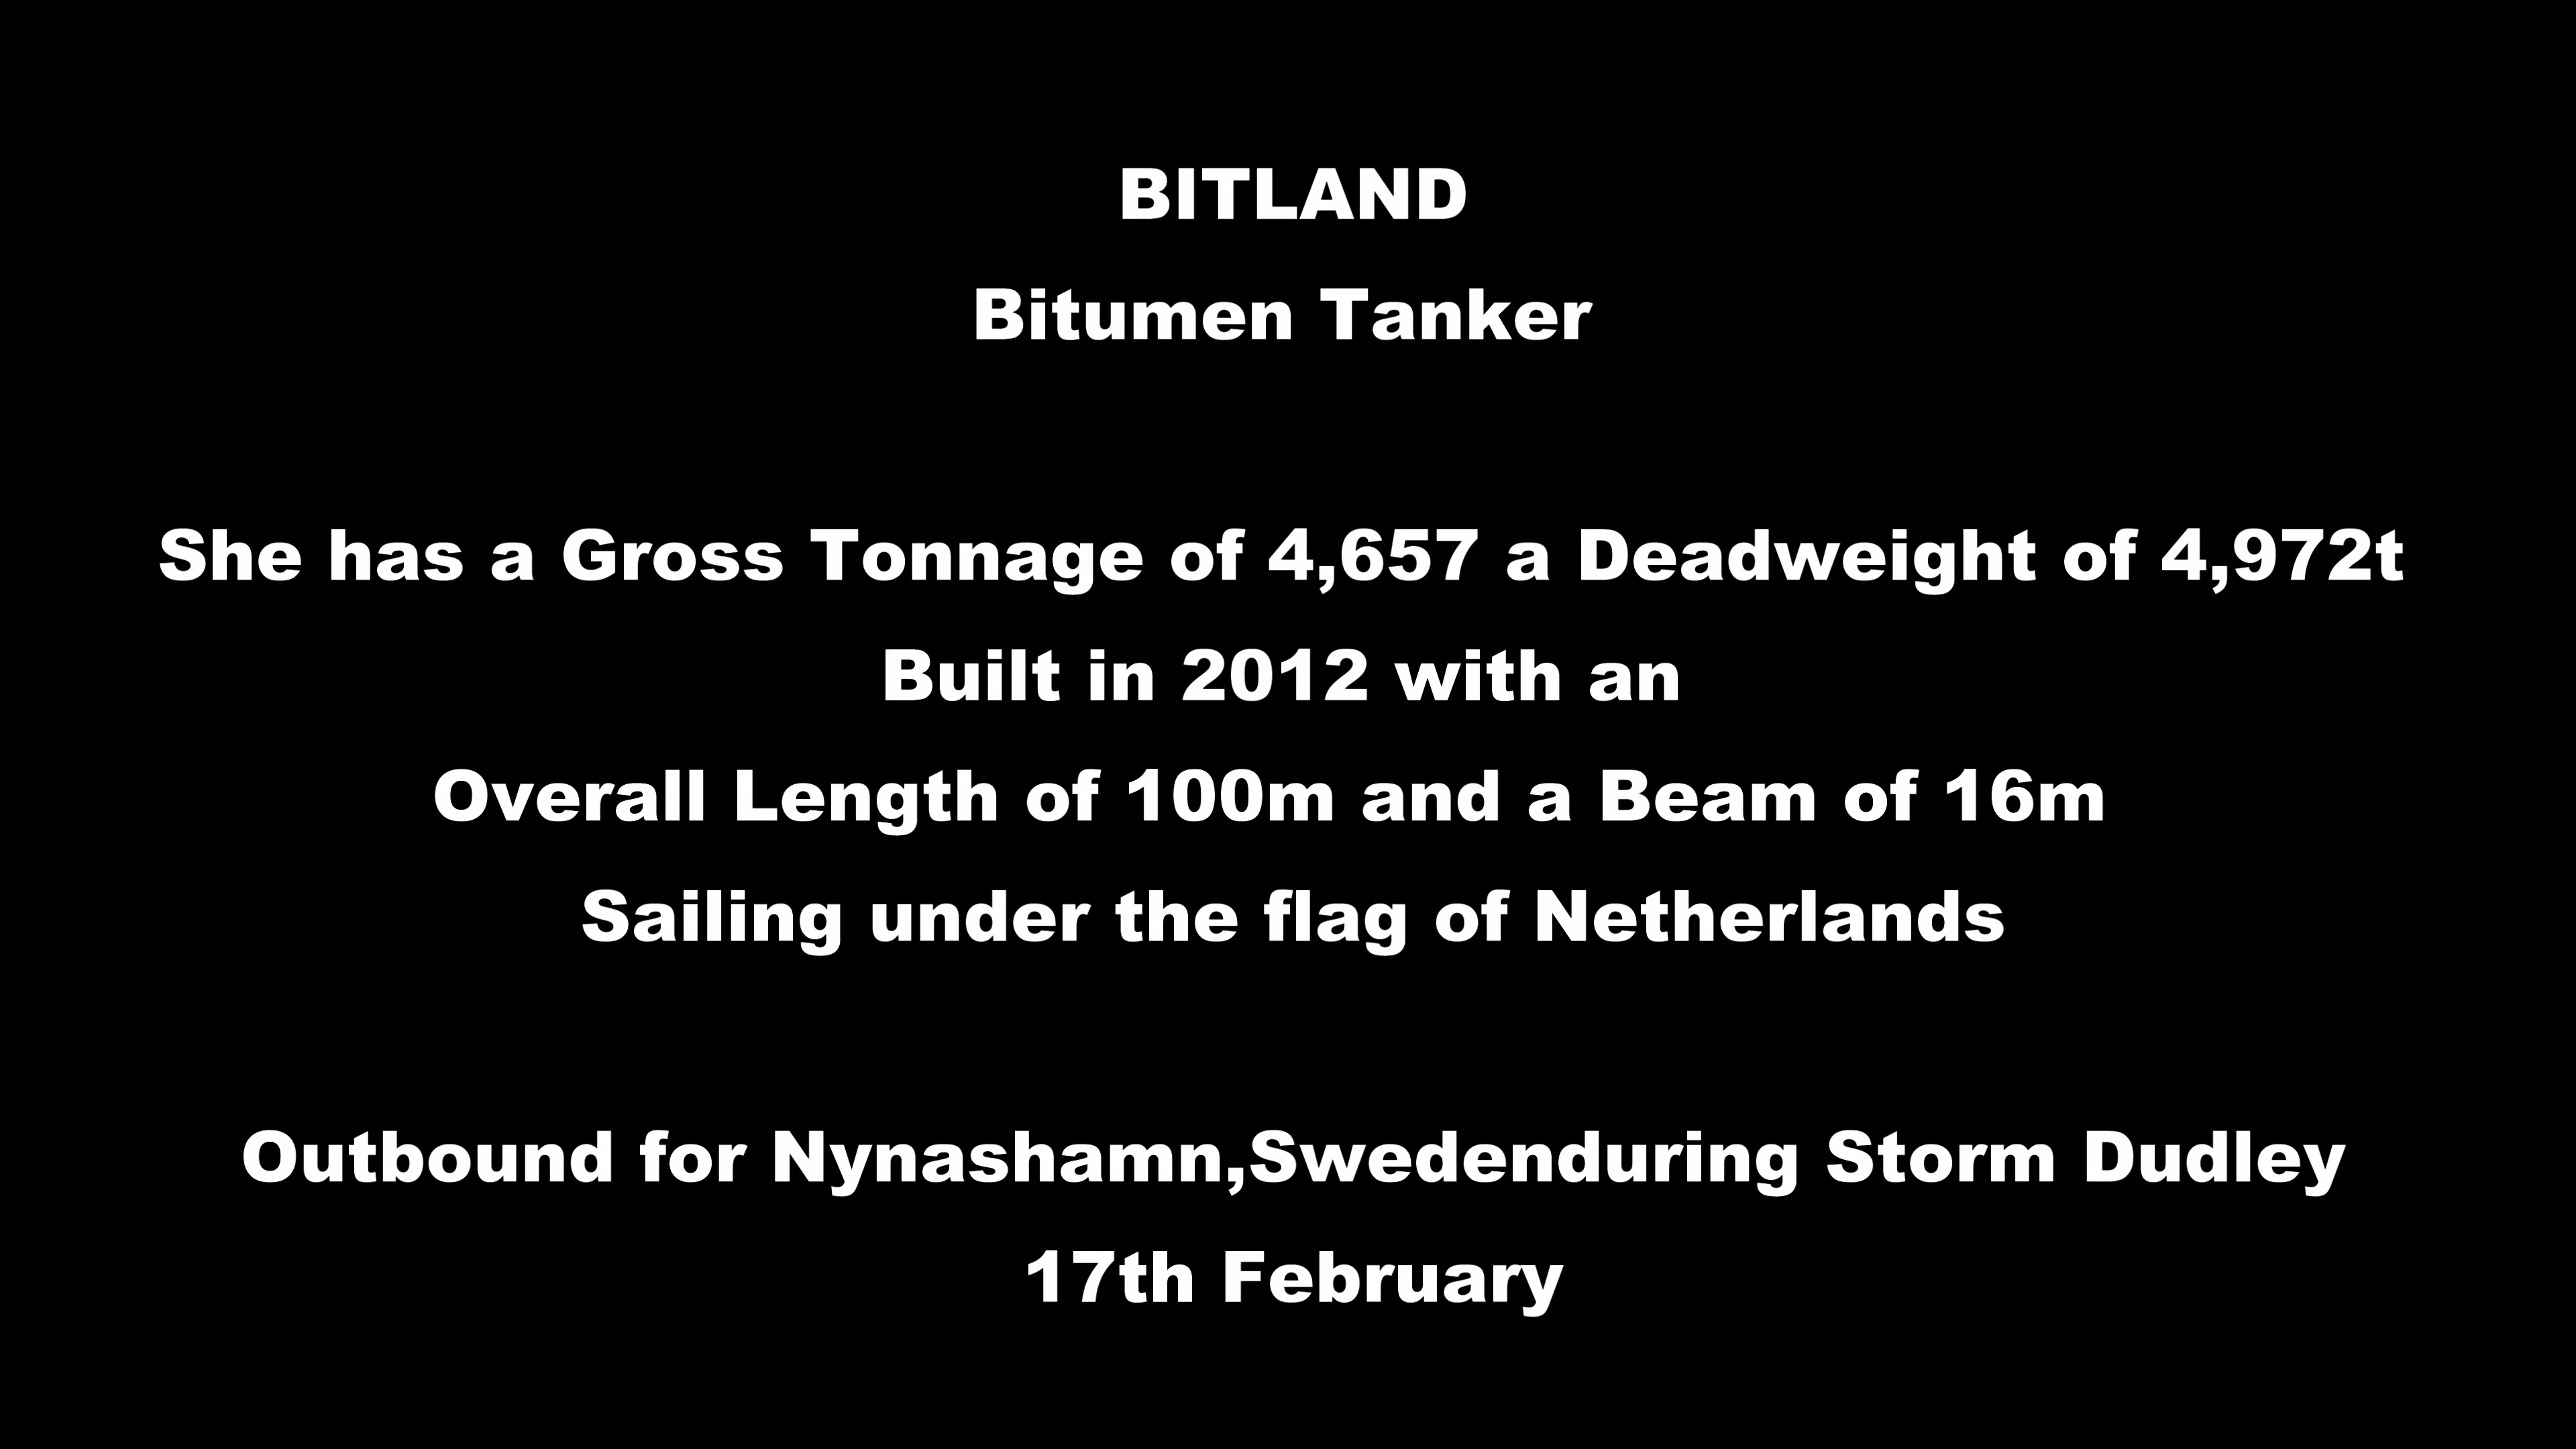 BITLAND
Bitumen Tanker
She has a Gross Tonnage of 4,657 a Deadweight of 4,972t
Built in 2012 with an
Overall Length of 100m and a Beam of 16m
Sailing under the flag of Netherlands
Outbound for Nynashamn,Swedenduring Storm Dudley
17th February